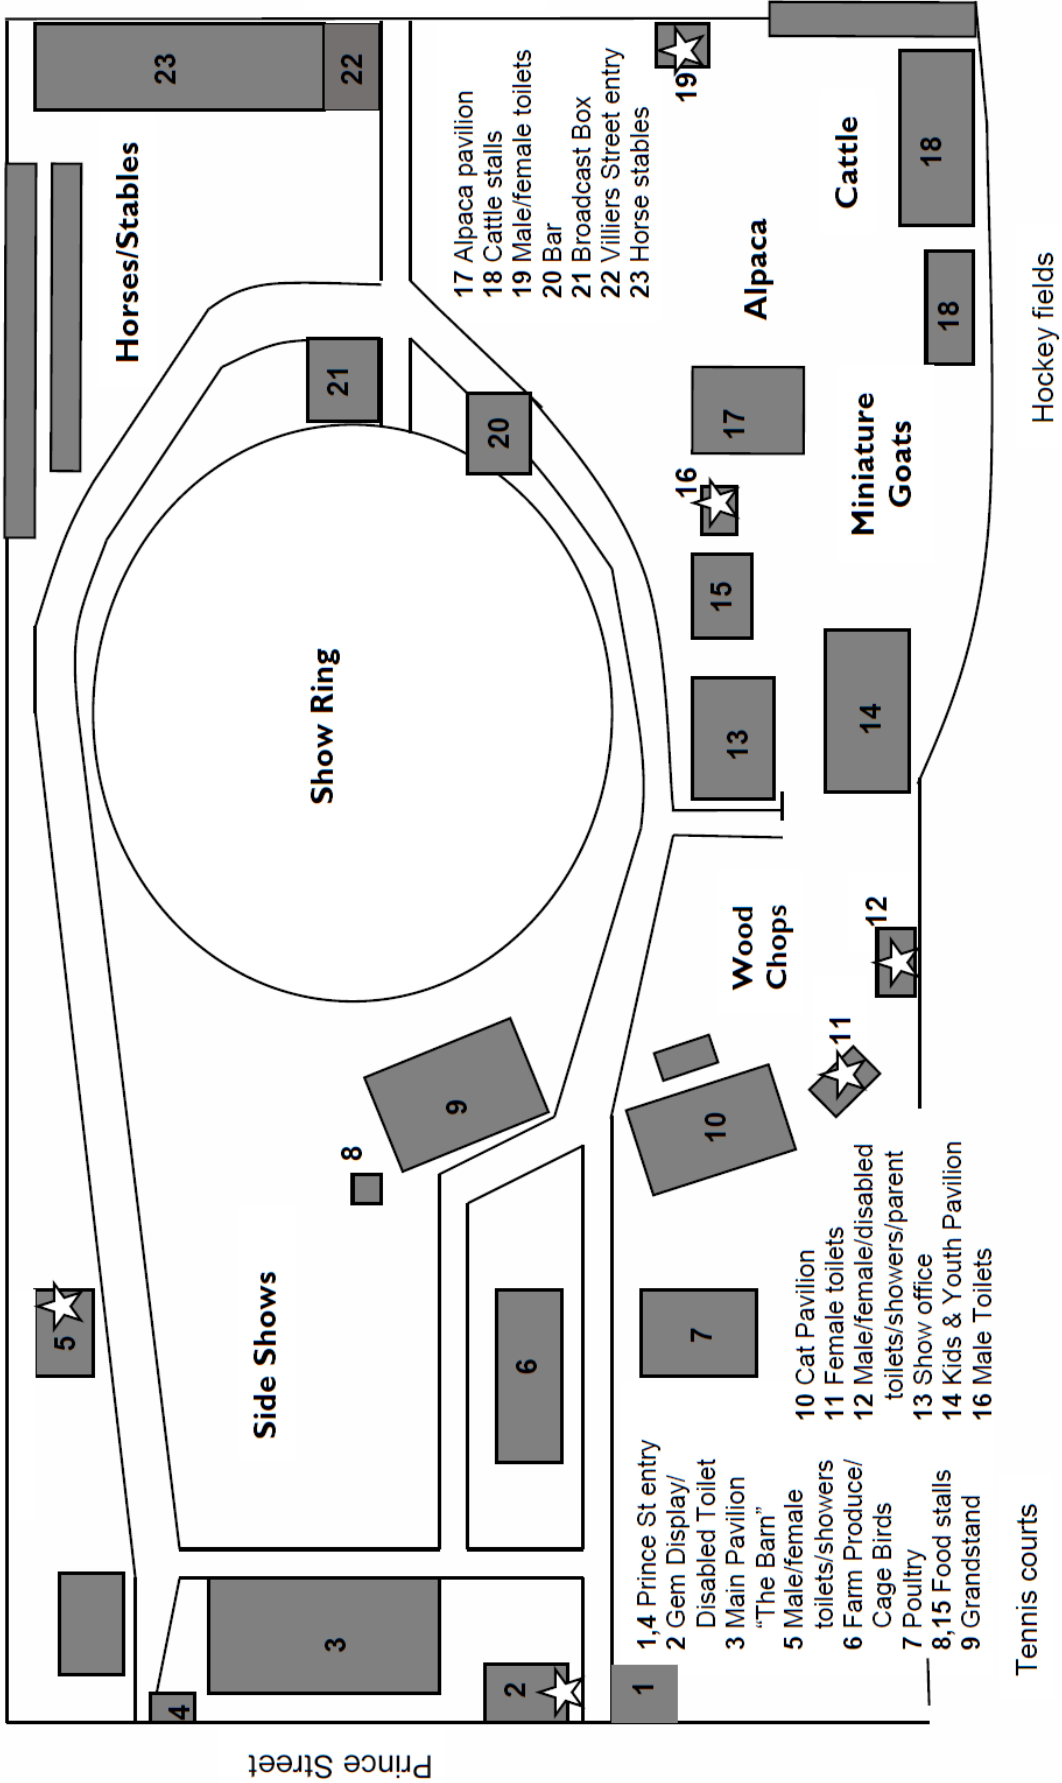 23
22
Horses/Stables
21
17 Alpaca pavilion
18 Cattle stalls
19 Male/female toilets
20 Bar
21 Broadcast Box
22 Villiers Street entry
23 Horse stables
19
Cattle
18
Alpaca
18
Hockey fields
20
17
Miniature
Goats
16
15
Show Ring
13
14
Wood
Chops
12
11
10
9
8
5
Side Shows
6
7
10 Cat Pavilion
11 Female toilets
12 Male/female/disabled
toilets/showers/parent
13 Show office
14 Kids & Youth Pavilion
16 Male Toilets
3
4
2
1
1,4 Prince St entry
2 Gem Display/
Disabled Toilet
3 Main Pavilion
“The Barn”
5 Male/female
toilets/showers
6 Farm Produce/
Cage Birds
7 Poultry
8,15 Food stalls
9 Grandstand
Tennis courts
Prince Street